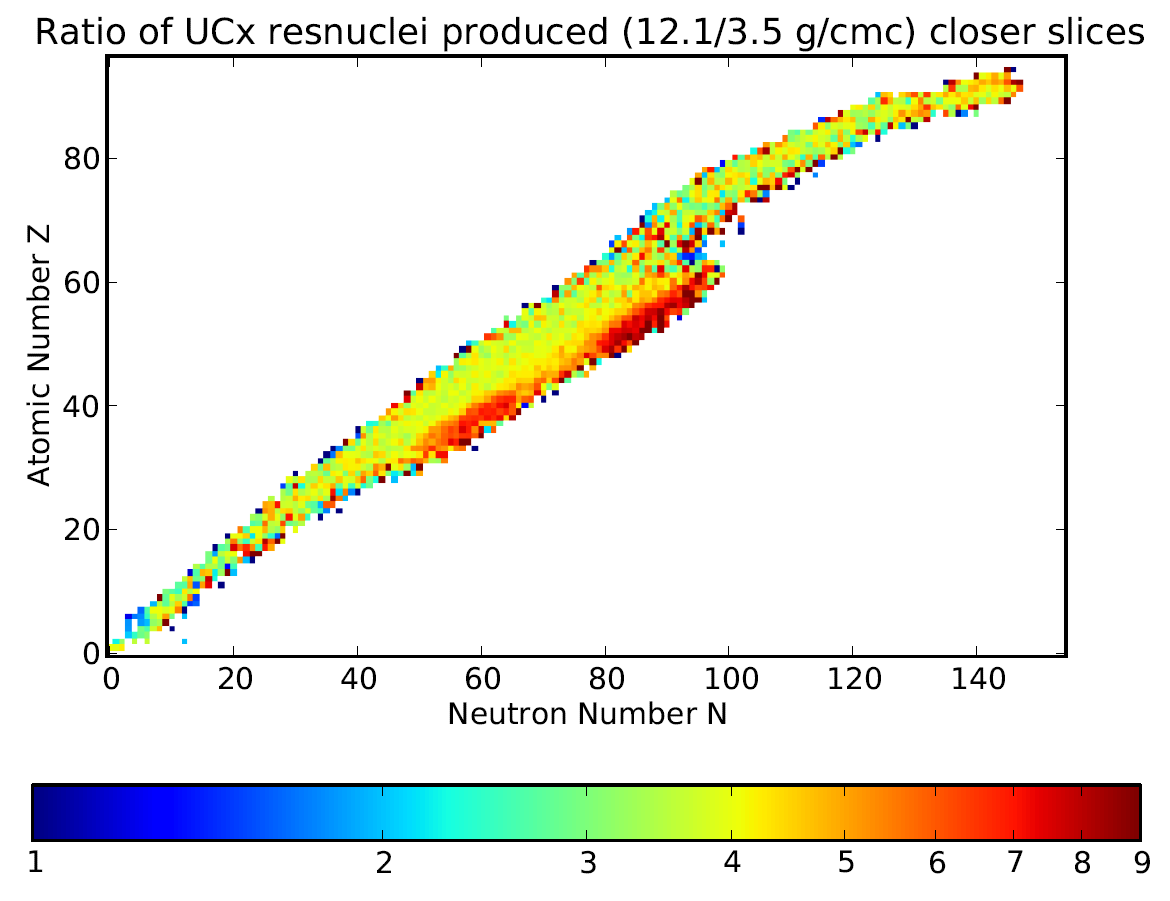 Ratio of UCx resnuclei produced (12.1/3.5 g/cmc) closer slices
Atomic Number Z
80
60
40
20
0
0 20 40 60 80 100 120 140
Neutron Number N
1 2 3 4 5 6 7 8 9